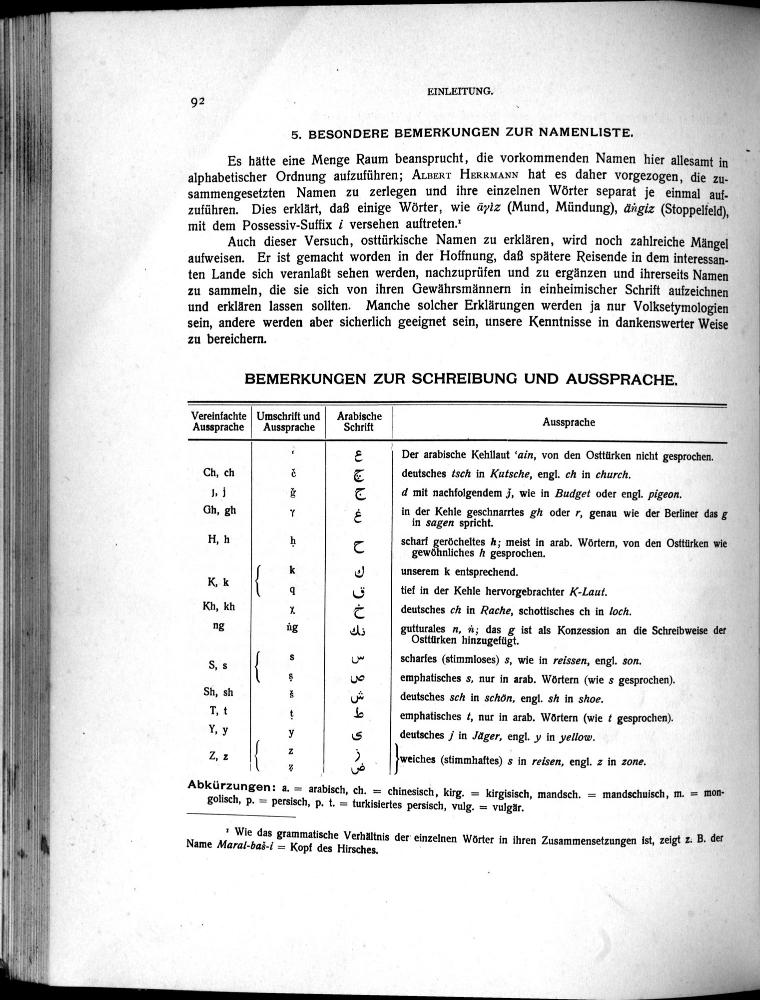 92
EINLEITUNG.
5. BESONDERE BEMERKUNGEN ZUR NAMENLISTE.
Es hätte eine Menge Raum beansprucht, die vorkommenden Namen hier allesamt in
alphabetischer Ordnung aufzuführen; ALBERT HERRMANN hat es daher vorgezogen, die zu-
sammengesetzten Namen zu zerlegen und ihre einzelnen Wörter separat je einmal auf-
zuführen. Dies erklärt, daß einige Wörter, wie āγïz (Mund, Mündung), äṅgiz (Stoppelfeld),
mit dem Possessiv-Suffix i versehen auftreten.¹
Auch dieser Versuch, osttürkische Namen zu erklären, wird noch zahlreiche Mängel
aufweisen. Er ist gemacht worden in der Hoffnung, daß spätere Reisende in dem interessan-
ten Lande sich veranlaßt sehen werden, nachzuprüfen und zu ergänzen und ihrerseits Namen
zu sammeln, die sie sich von ihren Gewährsmännern in einheimischer Schrift aufzeichnen
und erklären lassen sollten. Manche solcher Erklärungen werden ja nur Volksetymologien
sein, andere werden aber sicherlich geeignet sein, unsere Kenntnisse in dankenswerter Weise
zu bereichern.
BEMERKUNGEN ZUR SCHREIBUNG UND AUSSPRACHE.
Vereinfachte Aussprache | Umschrift und Aussprache | Arabische Schrift | Aussprache
ʿ ع Der arabische Kehllaut ʿain, von den Osttürken nicht gesprochen.
Ch, ch č چ deutsches tsch in Kutsche, engl. ch in church.
J, j ǧ ج d mit nachfolgendem j, wie in Budget oder engl. pigeon.
Gh, gh γ غ in der Kehle geschnarrtes gh oder r, genau wie der Berliner das g
in sagen spricht.
H, h ḥ ح scharf geröcheltes h; meist in arab. Wörtern, von den Osttürken wie
gewöhnliches h gesprochen.
K, k { k ك unserem k entsprechend.
q ق tief in der Kehle hervorgebrachter K-Laut.
Kh, kh χ خ deutsches ch in Rache, schottisches ch in loch.
ng ṅg نك gutturales n, ṅ; das g ist als Konzession an die Schreibweise der
Osttürken hinzugefügt.
S, s { s س scharfes (stimmloses) s, wie in reissen, engl. son.
ṣ ص emphatisches s, nur in arab. Wörtern (wie s gesprochen).
Sh, sh š ش deutsches sch in schön, engl. sh in shoe.
T, t ṭ ط emphatisches t, nur in arab. Wörtern (wie t gesprochen).
Y, y y ى deutsches j in Jäger, engl. y in yellow.
Z, z { z ز } weiches (stimmhaftes) s in reisen, engl. z in zone.
ẓ ض
Abkürzungen: a. = arabisch, ch. = chinesisch, kirg. = kirgisisch, mandsch. = mandschuisch, m. = mon-
golisch, p. = persisch, p. t. = turkisiertes persisch, vulg. = vulgär.
¹ Wie das grammatische Verhältnis der einzelnen Wörter in ihren Zusammensetzungen ist, zeigt z. B. der
Name Maral-baš-i = Kopf des Hirsches.